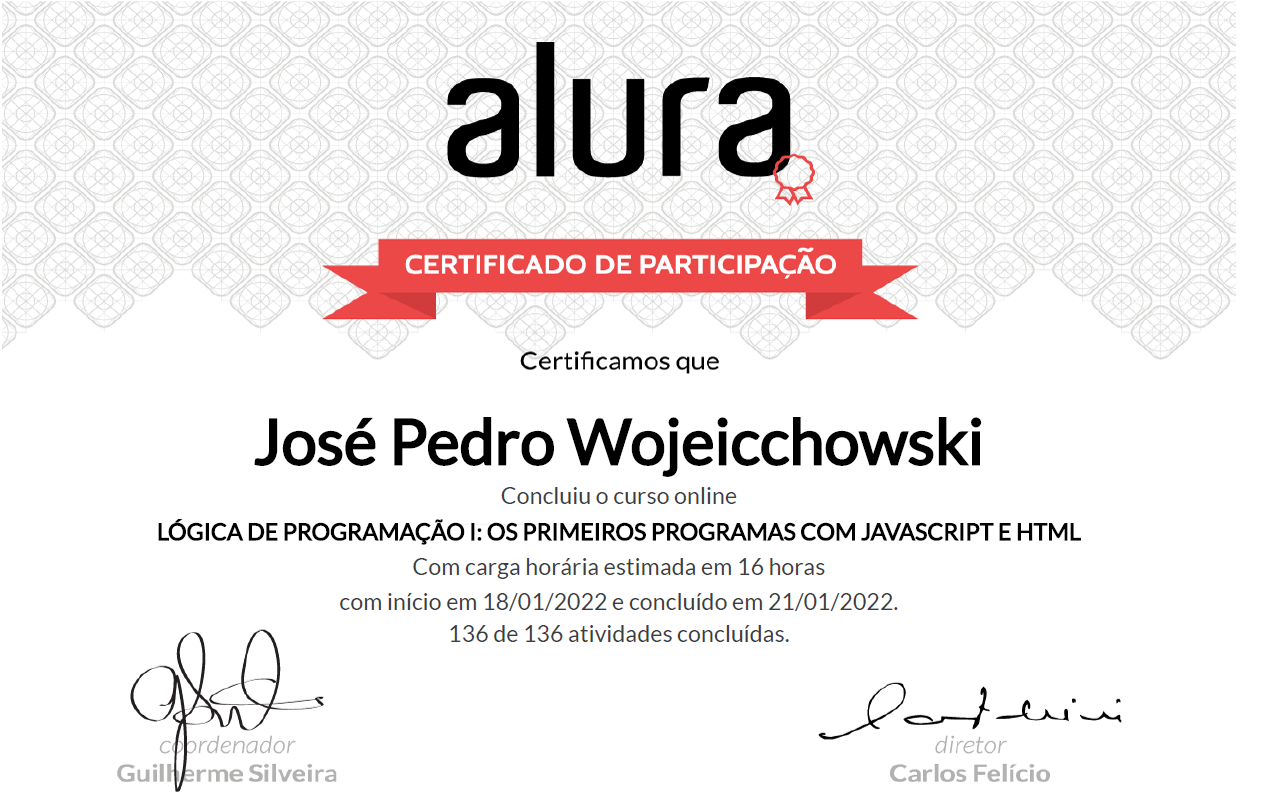 alura
CERTIFICADO DE PARTICIPAÇÃO
Certificamos que
José Pedro Wojeicchowski
Concluiu o curso online
LÓGICA DE PROGRAMAÇÃO I: OS PRIMEIROS PROGRAMAS COM JAVASCRIPT E HTML
Com carga horária estimada em 16 horas
com início em 18/01/2022 e concluído em 21/01/2022.
136 de 136 atividades concluídas.
coordenador
Guilherme Silveira
diretor
Carlos Felício